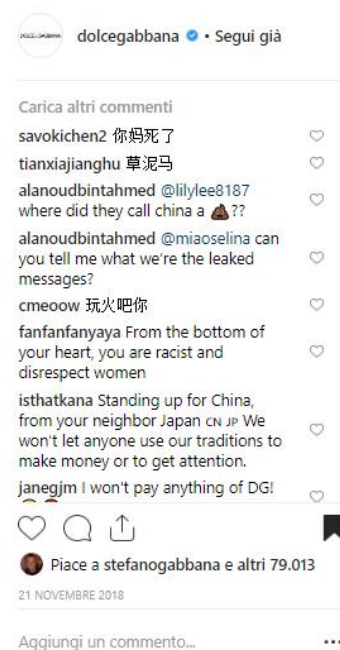 DOLCE & GABBANA
dolcegabbana • Segui già
Carica altri commenti
savokichen2 你妈死了
tianxiajianghu 草泥马
alanoudbintahmed @lilylee8187
where did they call china a 💩??
alanoudbintahmed @miaoselina can
you tell me what we're the leaked
messages?
cmeoow 玩火吧你
fanfanfanyaya From the bottom of
your heart, you are racist and
disrespect women
isthatkana Standing up for China,
from your neighbor Japan CN JP We
won't let anyone use our traditions to
make money or to get attention.
janegjm I won't pay anything of DG!
Piace a stefanogabbana e altri 79.013
21 NOVEMBRE 2018
Aggiungi un commento...